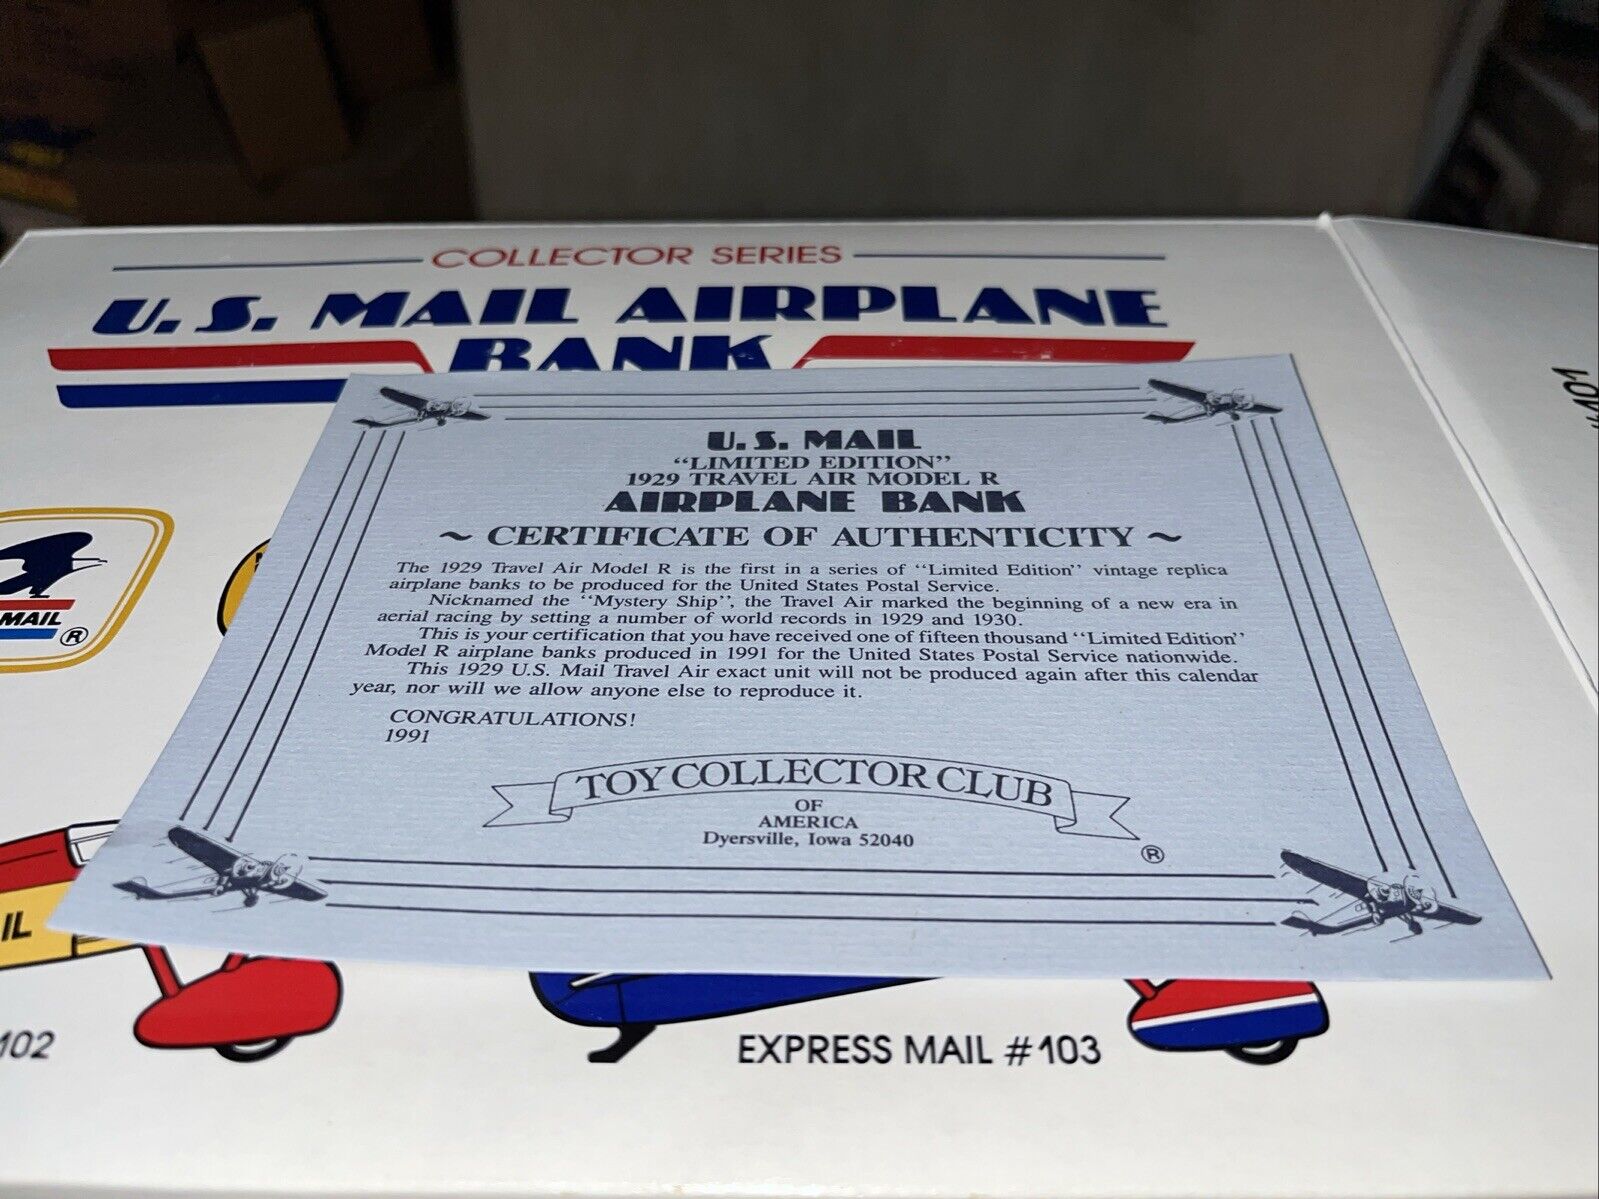 COLLECTOR SERIES
U.S. MAIL AIRPLANE
BANK
MAIL
®
U.S. MAIL
“LIMITED EDITION”
1929 TRAVEL AIR MODEL R
AIRPLANE BANK
~ CERTIFICATE OF AUTHENTICITY ~
The 1929 Travel Air Model R is the first in a series of “Limited Edition” vintage replica
airplane banks to be produced for the United States Postal Service.
Nicknamed the “Mystery Ship”, the Travel Air marked the beginning of a new era in
aerial racing by setting a number of world records in 1929 and 1930.
This is your certification that you have received one of fifteen thousand “Limited Edition”
Model R airplane banks produced in 1991 for the United States Postal Service nationwide.
This 1929 U.S. Mail Travel Air exact unit will not be produced again after this calendar
year, nor will we allow anyone else to reproduce it.
CONGRATULATIONS!
1991
TOY COLLECTOR CLUB
OF
AMERICA
Dyersville, Iowa 52040
®
IL
102
EXPRESS MAIL #103
101